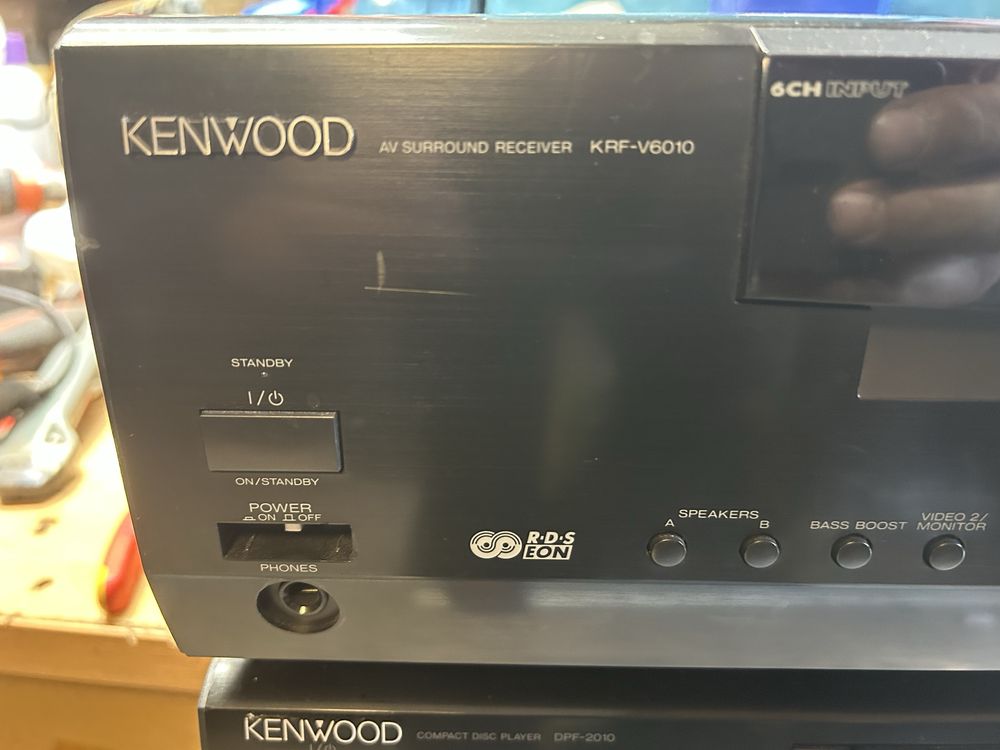 6CH INPUT
KENWOOD AV SURROUND RECEIVER KRF-V6010
STANDBY
I/⏻
ON/STANDBY
POWER
ON OFF
PHONES
R·D·S
EON
SPEAKERS
A B
BASS BOOST
VIDEO 2/
MONITOR
KENWOOD COMPACT DISC PLAYER DPF-2010
I/⏻